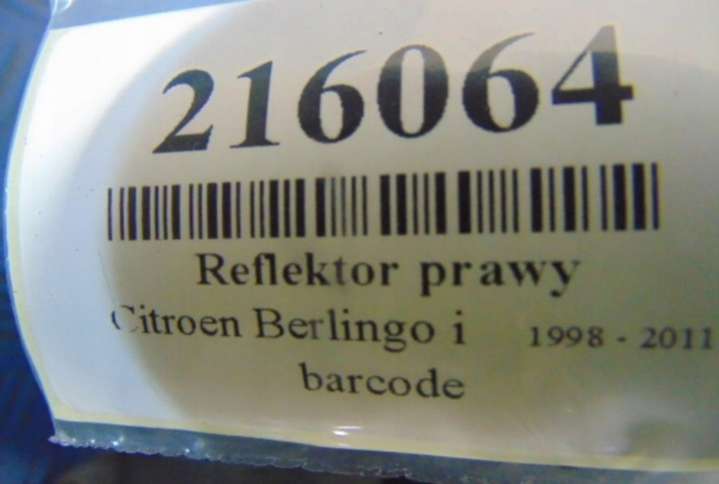 216064
Reflektor prawy
Citroen Berlingo i 1998 - 2011
barcode